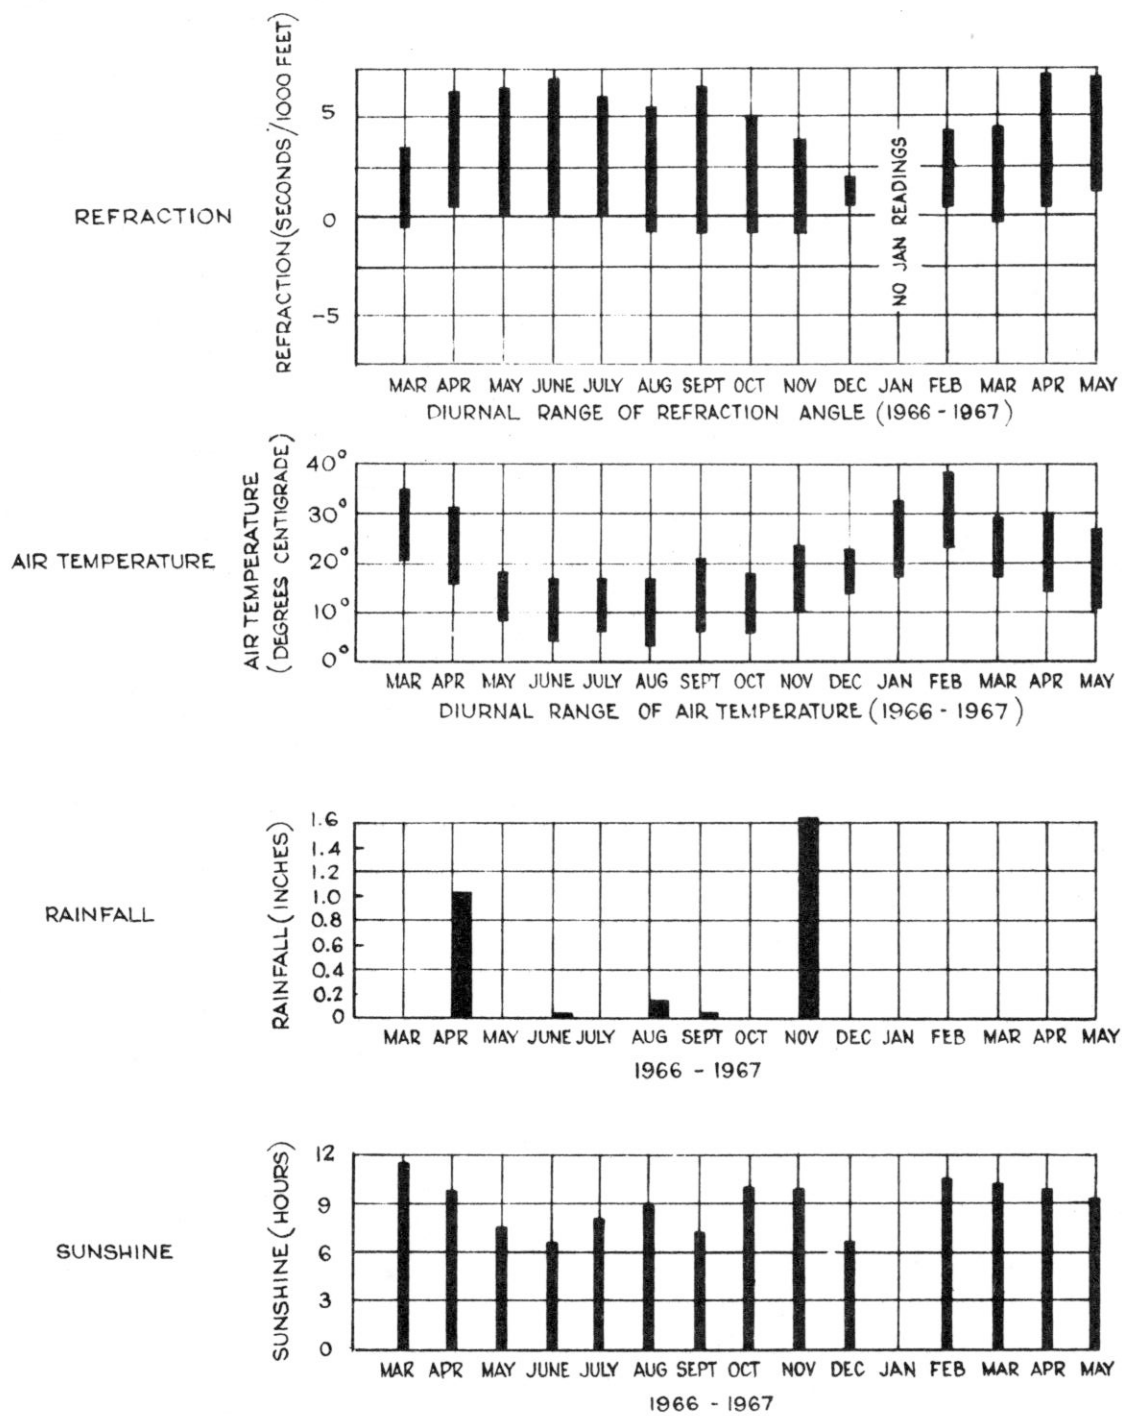 REFRACTION
REFRACTION (SECONDS/1000 FEET)
5
0
-5
NO JAN READINGS
MAR APR MAY JUNE JULY AUG SEPT OCT NOV DEC JAN FEB MAR APR MAY
DIURNAL RANGE OF REFRACTION ANGLE (1966 - 1967)
AIR TEMPERATURE
AIR TEMPERATURE
(DEGREES CENTIGRADE)
40°
30°
20°
10°
0°
MAR APR MAY JUNE JULY AUG SEPT OCT NOV DEC JAN FEB MAR APR MAY
DIURNAL RANGE OF AIR TEMPERATURE (1966 - 1967)
RAINFALL
RAINFALL (INCHES)
1.6
1.4
1.2
1.0
0.8
0.6
0.4
0.2
0
MAR APR MAY JUNE JULY AUG SEPT OCT NOV DEC JAN FEB MAR APR MAY
1966 - 1967
SUNSHINE
SUNSHINE (HOURS)
12
9
6
3
0
MAR APR MAY JUNE JULY AUG SEPT OCT NOV DEC JAN FEB MAR APR MAY
1966 - 1967